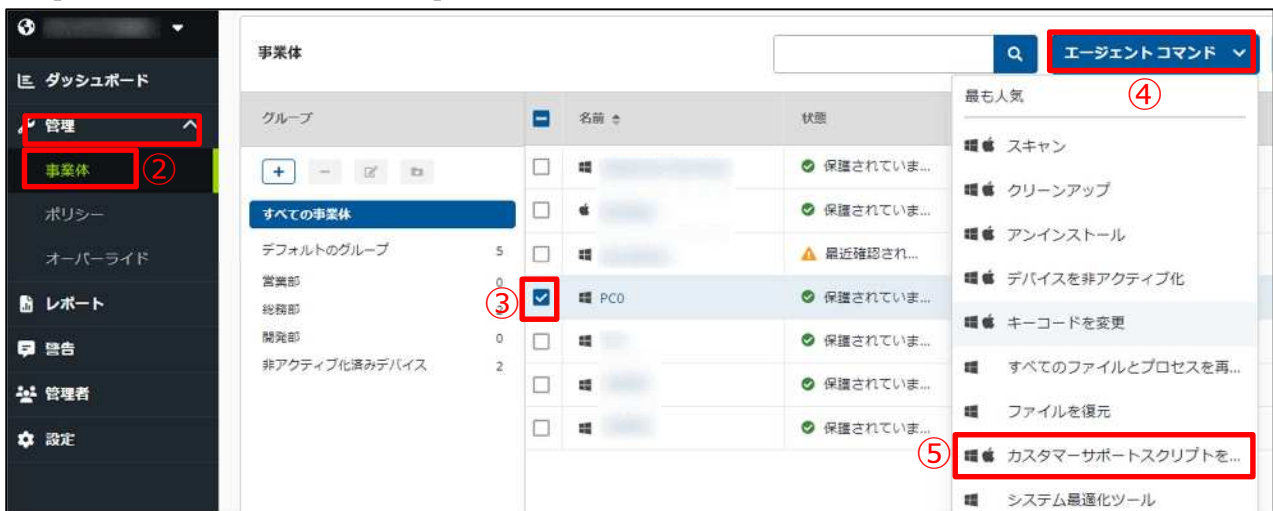 ダッシュボード
管理
事業体
②
ポリシー
オーバーライド
レポート
警告
管理者
設定
事業体
エージェント コマンド
④
グループ
名前
状態
すべての事業体
デフォルトのグループ 5
営業部 0
総務部
開発部 0
非アクティブ化済みデバイス 2
保護されていま...
保護されていま...
最近確認され...
③
PC0 保護されていま...
保護されていま...
保護されていま...
保護されていま...
最も人気
スキャン
クリーンアップ
アンインストール
デバイスを非アクティブ化
キーコードを変更
すべてのファイルとプロセスを再...
ファイルを復元
⑤
カスタマーサポートスクリプトを...
システム最適化ツール